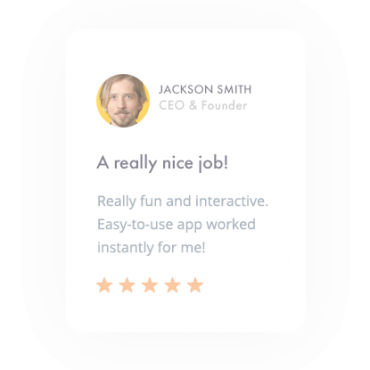 JACKSON SMITH
CEO & Founder
A really nice job!
Really fun and interactive.
Easy-to-use app worked
instantly for me!